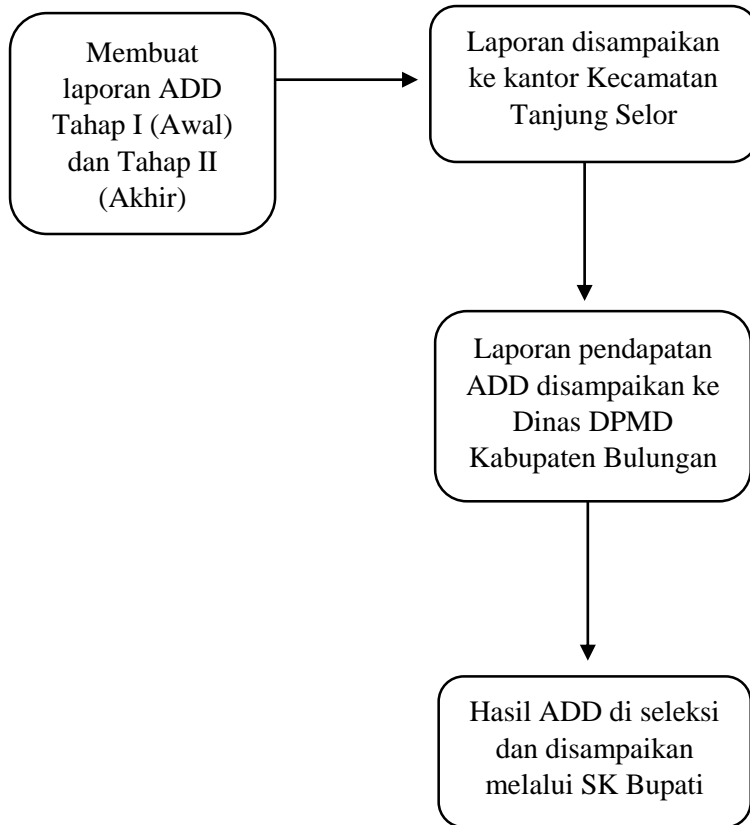 Membuat
laporan ADD
Tahap I (Awal)
dan Tahap II
(Akhir)
Laporan disampaikan
ke kantor Kecamatan
Tanjung Selor
Laporan pendapatan
ADD disampaikan ke
Dinas DPMD
Kabupaten Bulungan
Hasil ADD di seleksi
dan disampaikan
melalui SK Bupati